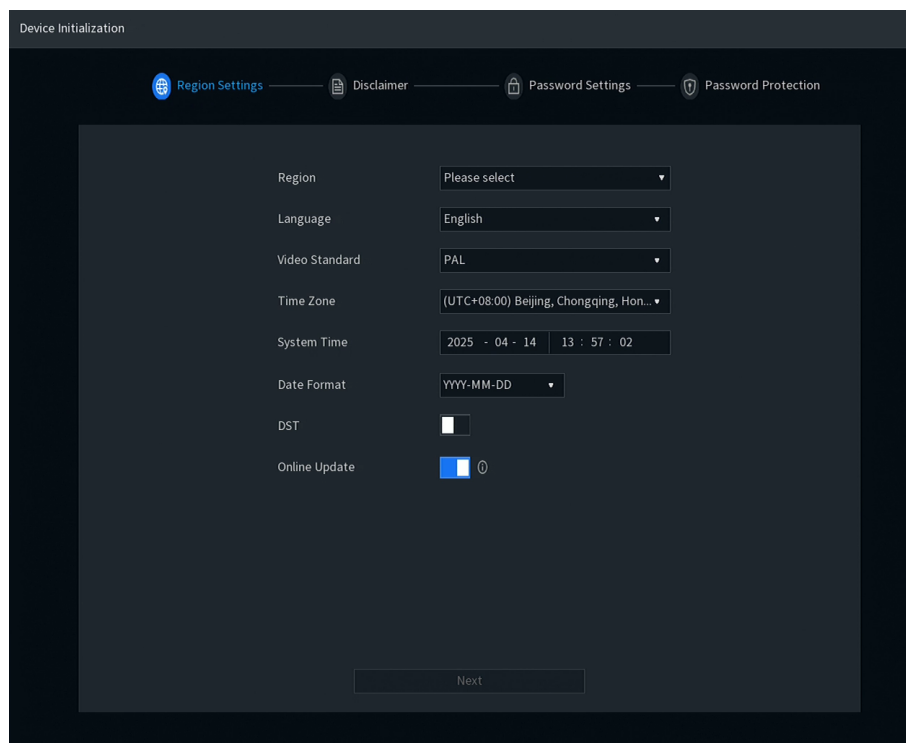 Device Initialization
Region Settings Disclaimer Password Settings Password Protection
Region Please select
Language English
Video Standard PAL
Time Zone (UTC+08:00) Beijing, Chongqing, Hon...
System Time 2025 - 04 - 14 13 : 57 : 02
Date Format YYYY-MM-DD
DST
Online Update
Next